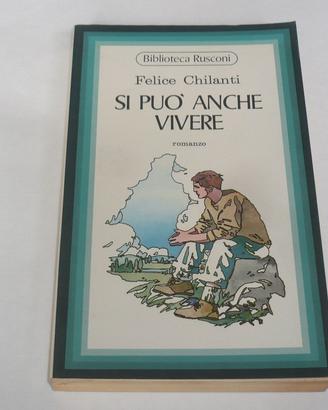 Biblioteca Rusconi
Felice Chilanti
SI PUO' ANCHE
VIVERE
romanzo